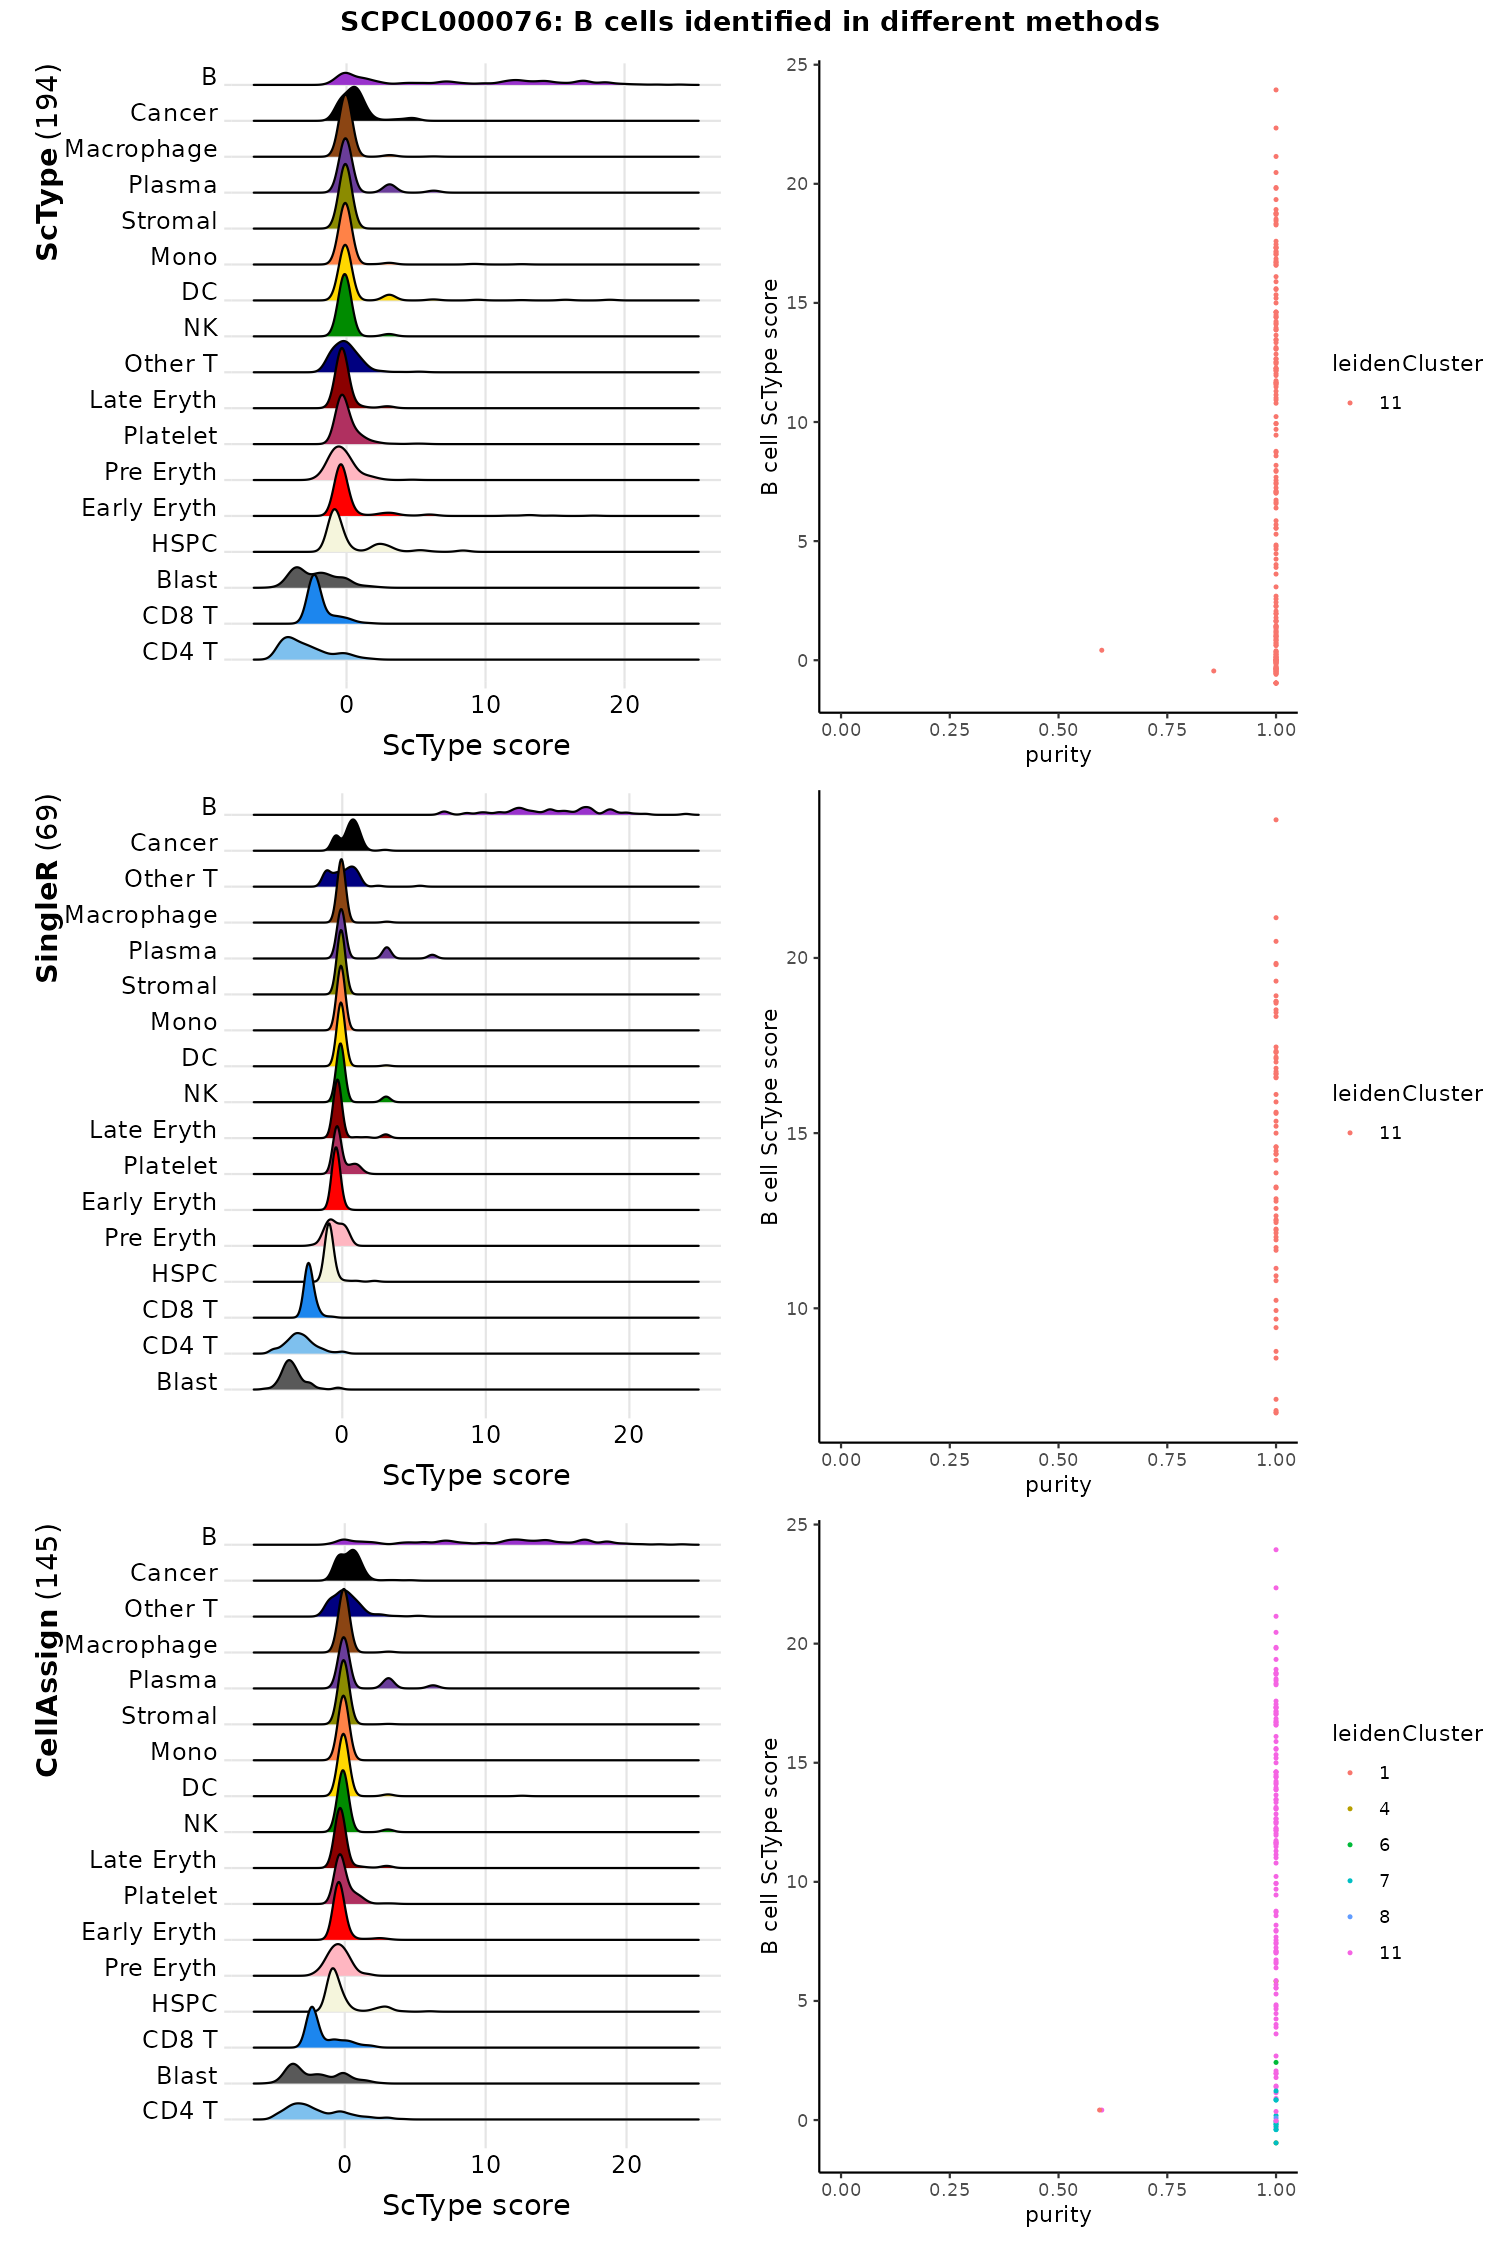 SCPCL000076: B cells identified in different methods
ScType (194)
B
Cancer
Macrophage
Plasma
Stromal
Mono
DC
NK
Other T
Late Eryth
Platelet
Pre Eryth
Early Eryth
HSPC
Blast
CD8 T
CD4 T
0 10 20
ScType score
B cell ScType score
25
20
15
10
5
0
0.00 0.25 0.50 0.75 1.00
purity
leidenCluster
11
SingleR (69)
B
Cancer
Other T
Macrophage
Plasma
Stromal
Mono
DC
NK
Late Eryth
Platelet
Early Eryth
Pre Eryth
HSPC
CD8 T
CD4 T
Blast
0 10 20
ScType score
B cell ScType score
20
15
10
0.00 0.25 0.50 0.75 1.00
purity
leidenCluster
11
CellAssign (145)
B
Cancer
Other T
Macrophage
Plasma
Stromal
Mono
DC
NK
Late Eryth
Platelet
Early Eryth
Pre Eryth
HSPC
CD8 T
Blast
CD4 T
0 10 20
ScType score
B cell ScType score
25
20
15
10
5
0
0.00 0.25 0.50 0.75 1.00
purity
leidenCluster
1
4
6
7
8
11